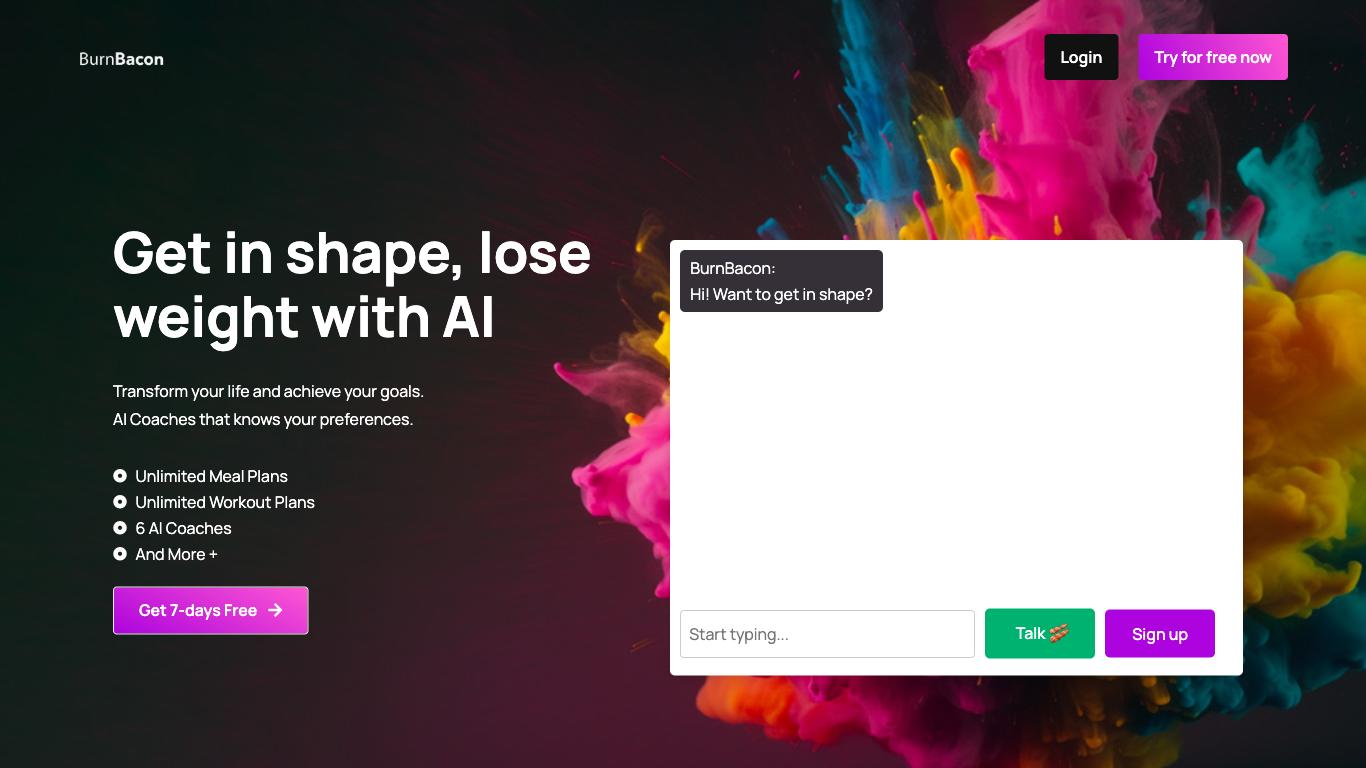 BurnBacon
Login
Try for free now
Get in shape, lose
weight with AI
Transform your life and achieve your goals.
AI Coaches that knows your preferences.
Unlimited Meal Plans
Unlimited Workout Plans
6 AI Coaches
And More +
Get 7-days Free
BurnBacon:
Hi! Want to get in shape?
Start typing...
Talk 🥓
Sign up